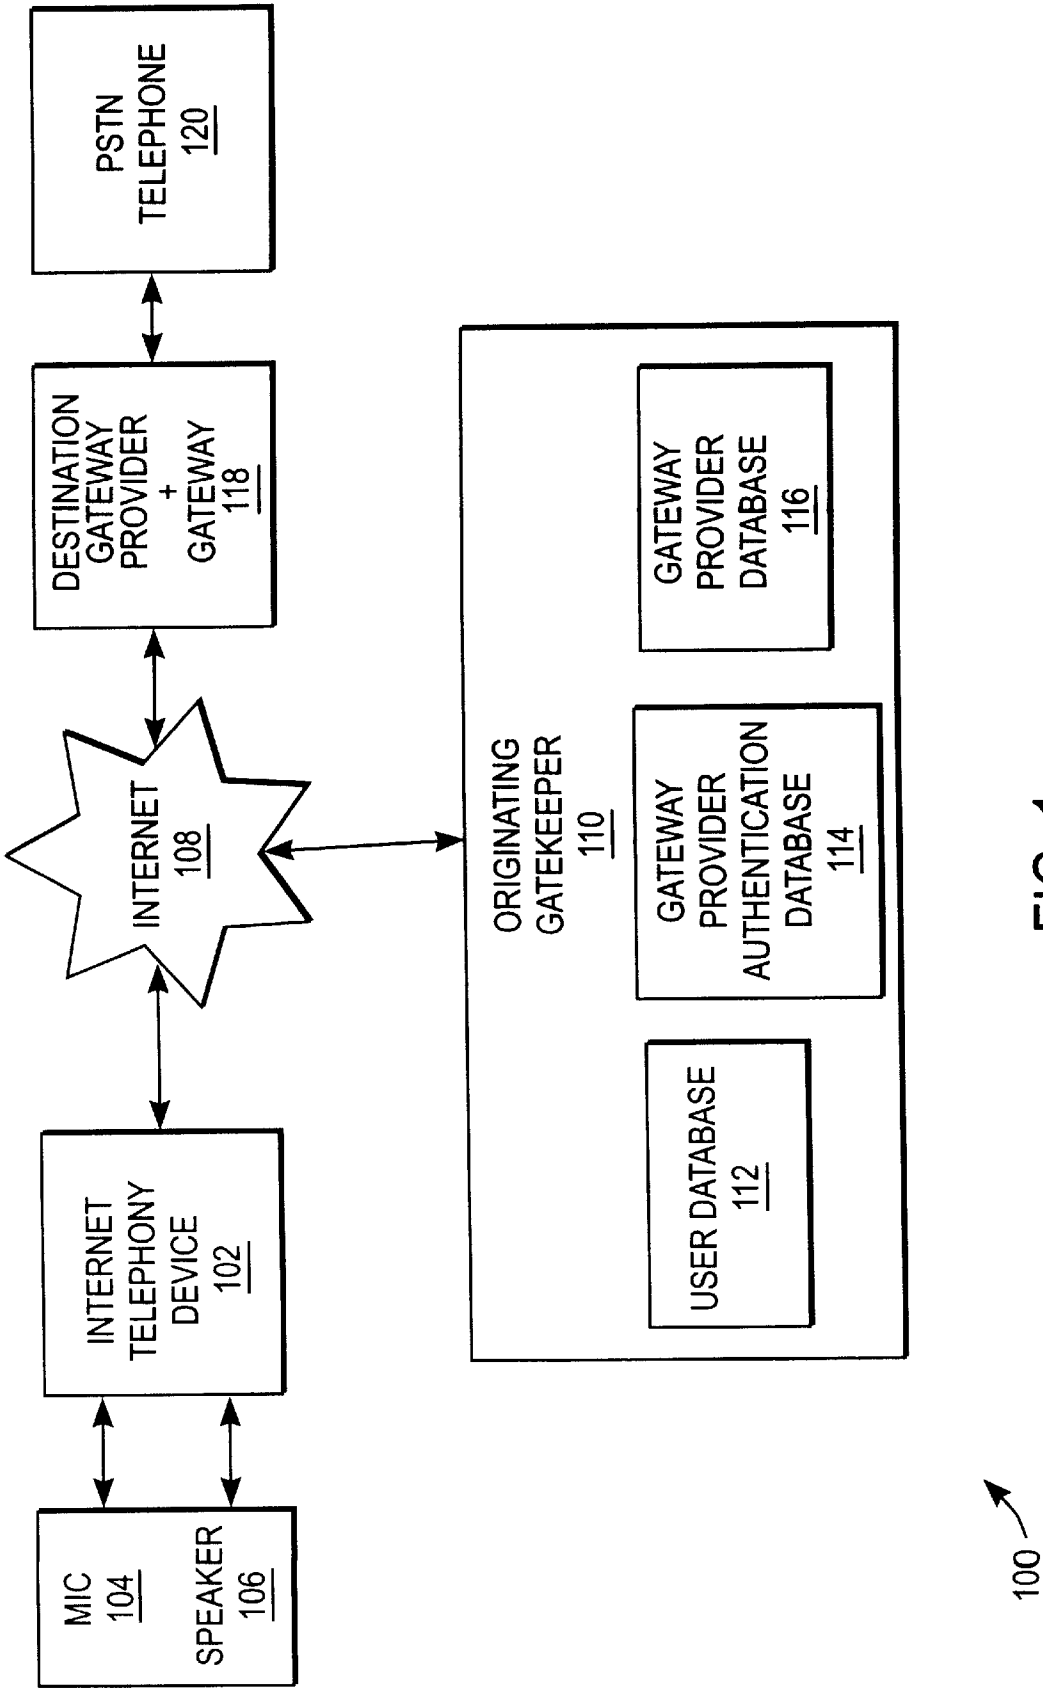 MIC
104
SPEAKER
106
INTERNET
TELEPHONY
DEVICE
102
INTERNET
108
DESTINATION
GATEWAY
PROVIDER
+
GATEWAY
118
PSTN
TELEPHONE
120
ORIGINATING
GATEKEEPER
110
USER DATABASE
112
GATEWAY
PROVIDER
AUTHENTICATION
DATABASE
114
GATEWAY
PROVIDER
DATABASE
116
100